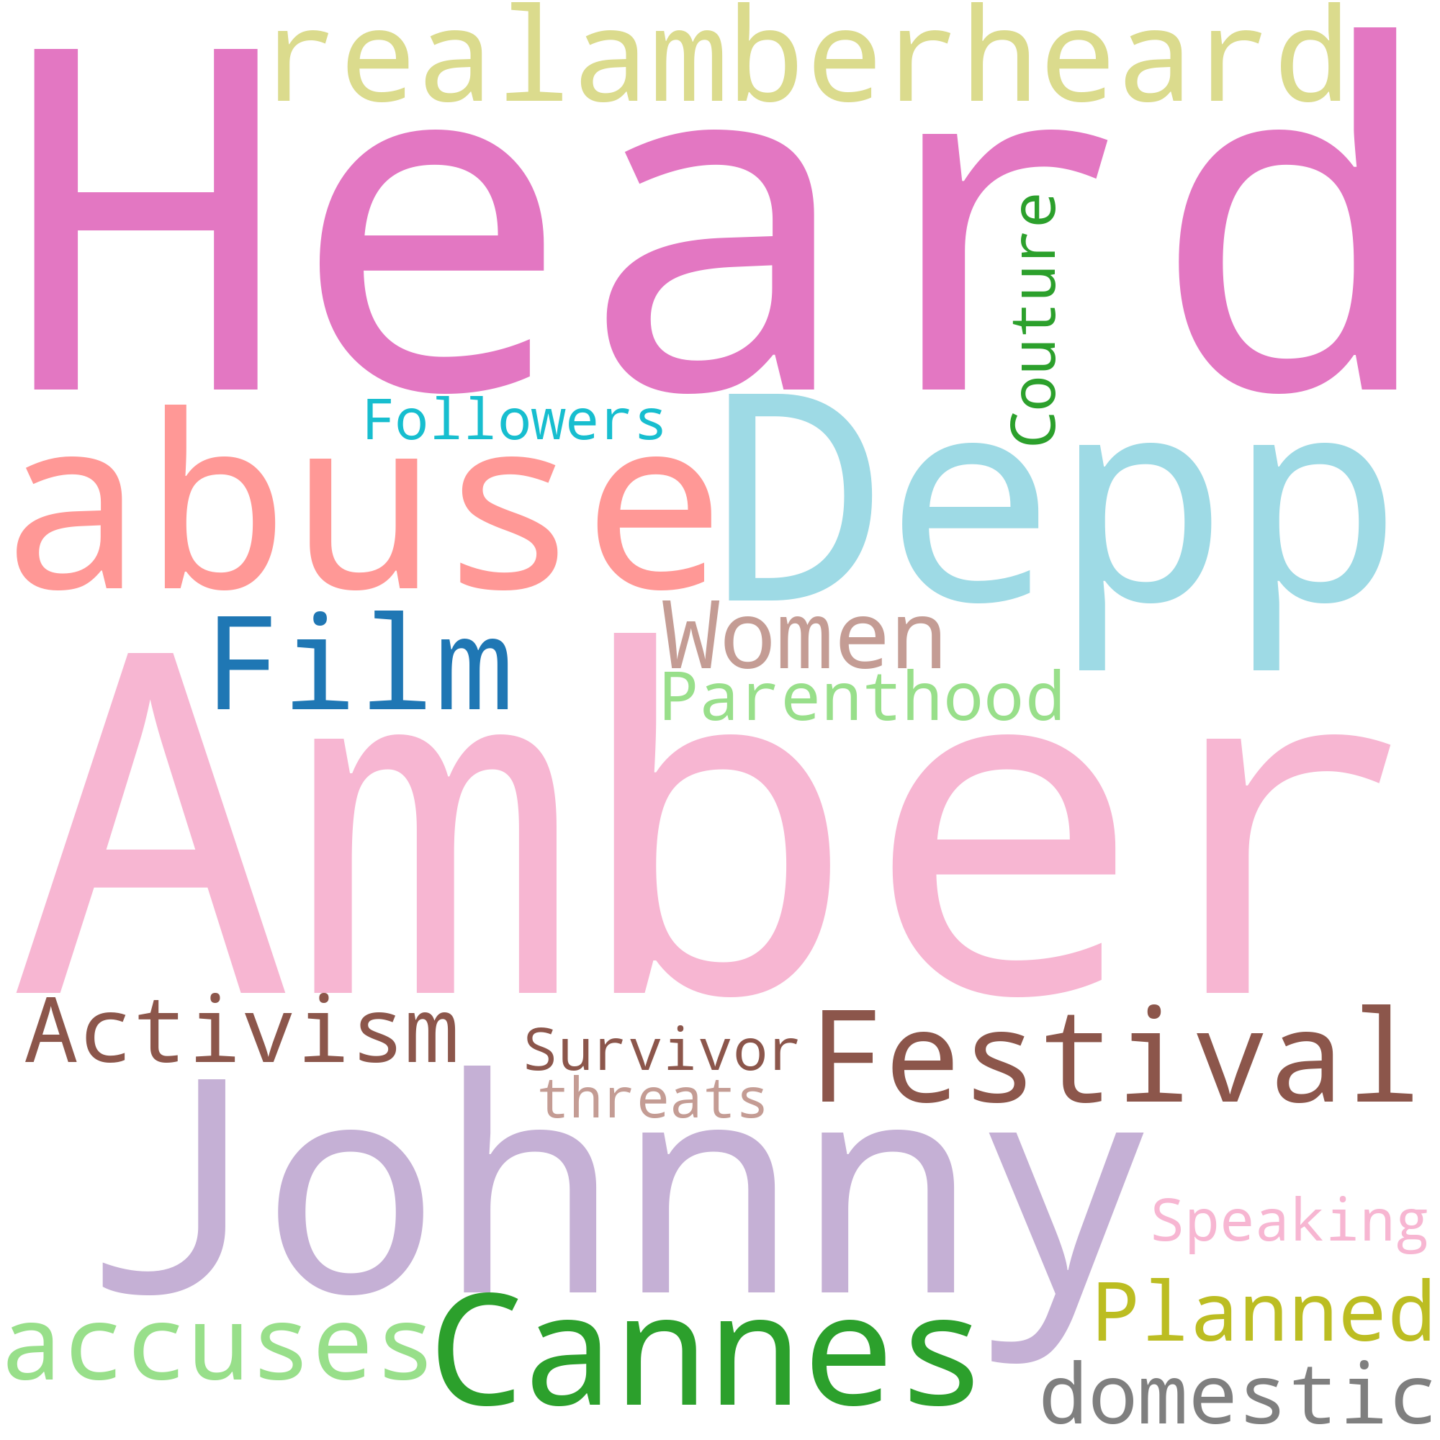 realamberheard
Heard
Couture
Followers
abuse
Depp
Film
Women
Parenthood
Amber
Activism
Survivor
Festival
threats
Johnny
Speaking
accuses
Cannes
Planned
domestic